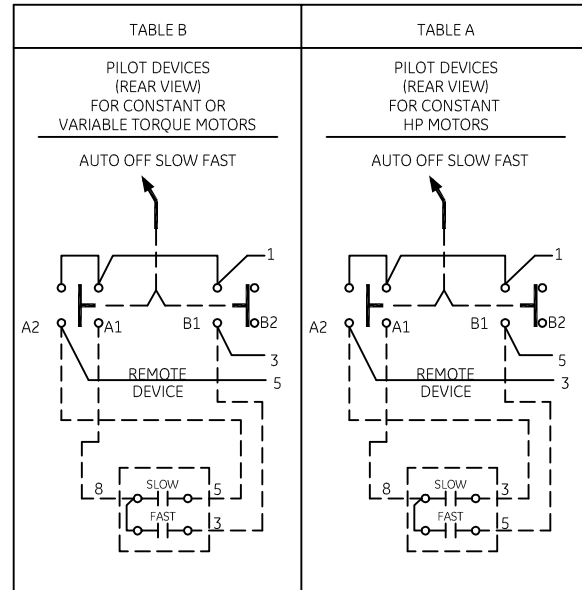 TABLE B
PILOT DEVICES
(REAR VIEW)
FOR CONSTANT OR
VARIABLE TORQUE MOTORS
AUTO OFF SLOW FAST
1
A2
A1
B1
B2
3
REMOTE
DEVICE
5
8
SLOW
5
FAST
3
TABLE A
PILOT DEVICES
(REAR VIEW)
FOR CONSTANT
HP MOTORS
AUTO OFF SLOW FAST
1
A2
A1
B1
B2
5
REMOTE
DEVICE
3
8
SLOW
3
FAST
5